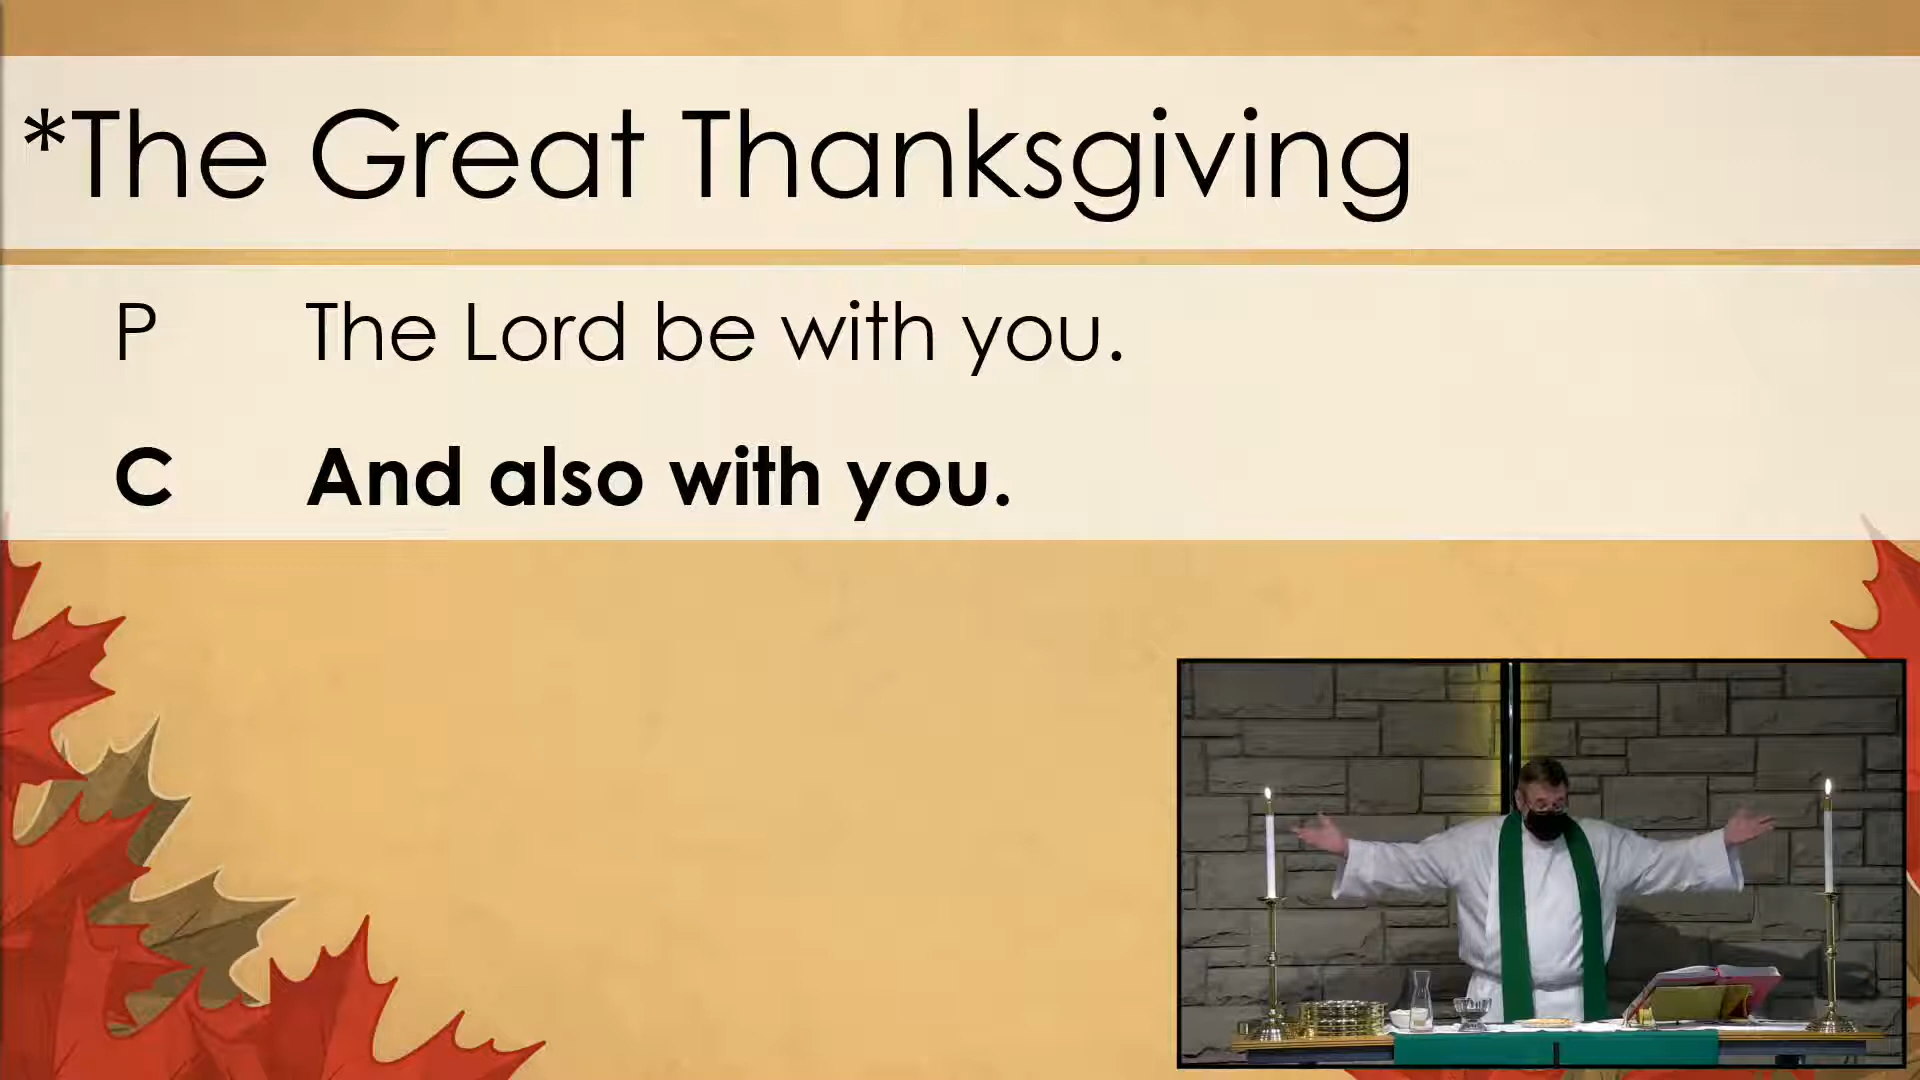 *The Great Thanksgiving
P The Lord be with you.
C And also with you.